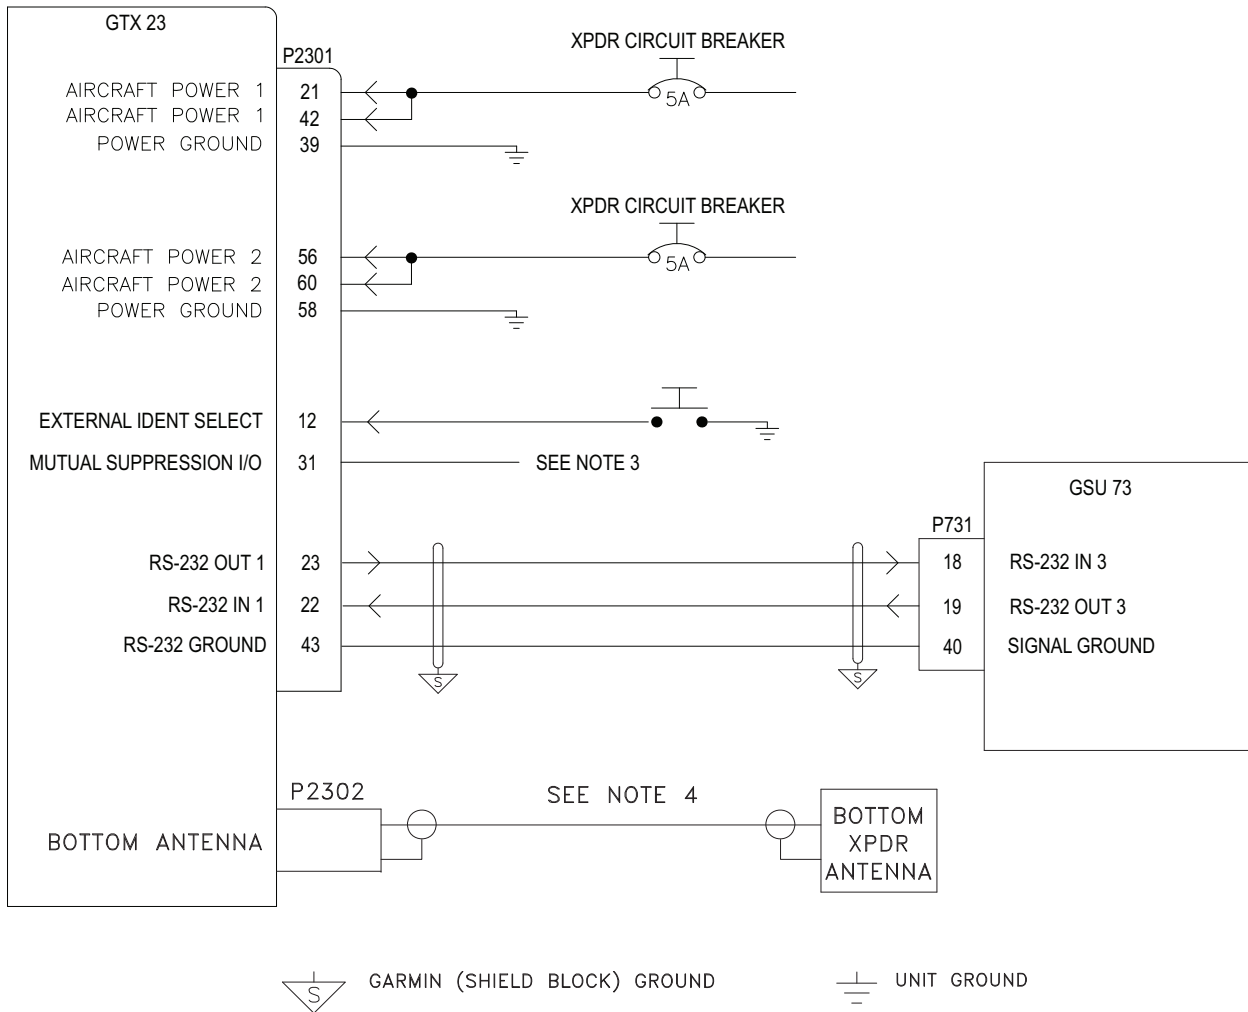 GTX 23
P2301
XPDR CIRCUIT BREAKER
AIRCRAFT POWER 1 21
5A
AIRCRAFT POWER 1 42
POWER GROUND 39
XPDR CIRCUIT BREAKER
AIRCRAFT POWER 2 56
5A
AIRCRAFT POWER 2 60
POWER GROUND 58
EXTERNAL IDENT SELECT 12
MUTUAL SUPPRESSION I/O 31 SEE NOTE 3
GSU 73
P731
RS-232 OUT 1 23 18 RS-232 IN 3
RS-232 IN 1 22 19 RS-232 OUT 3
RS-232 GROUND 43 40 SIGNAL GROUND
S S
P2302 SEE NOTE 4
BOTTOM ANTENNA
BOTTOM
XPDR
ANTENNA
S GARMIN (SHIELD BLOCK) GROUND UNIT GROUND